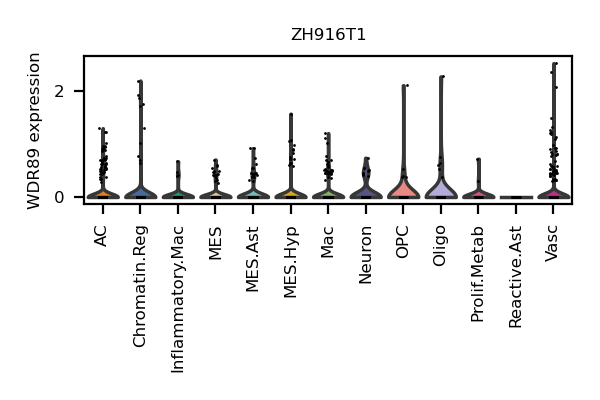 ZH916T1
WDR89 expression
2
0
AC
Chromatin.Reg
Inflammatory.Mac
MES
MES.Ast
MES.Hyp
Mac
Neuron
OPC
Oligo
Prolif.Metab
Reactive.Ast
Vasc